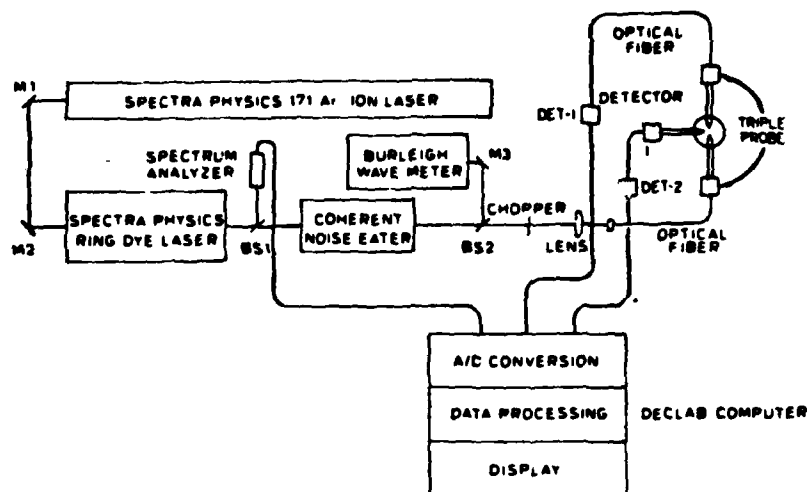 OPTICAL
FIBER
M1
SPECTRA PHYSICS 171 Ar ION LASER
DETECTOR
DET-1
TRIPLE
PROBE
SPECTRUM
ANALYZER
BURLEIGH
WAVE METER
M3
1
DET-2
SPECTRA PHYSICS
RING DYE LASER
COHERENT
NOISE EATER
CHOPPER
M2
BS1
BS2
LENS
OPTICAL
FIBER
A/D CONVERSION
DATA PROCESSING
DECLAB COMPUTER
DISPLAY